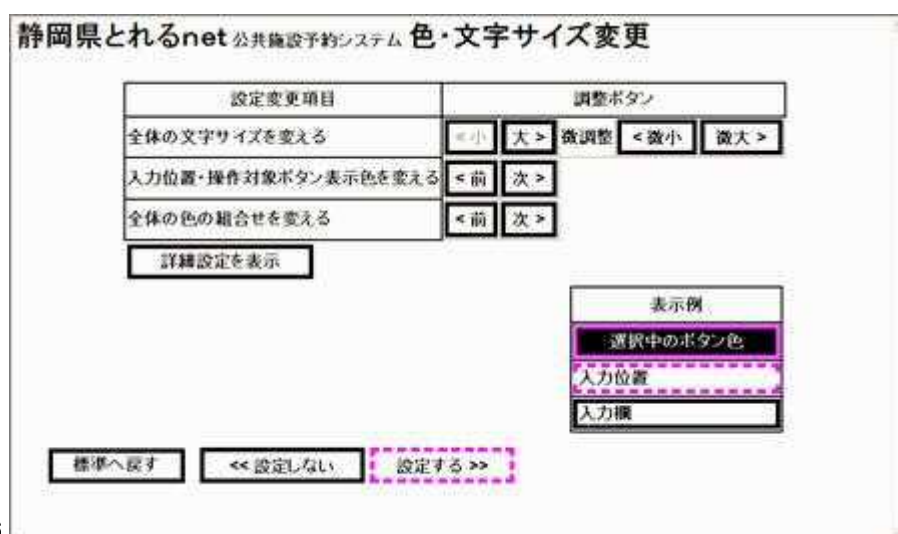 静岡県とれるnet 公共施設予約システム 色・文字サイズ変更
設定変更項目 調整ボタン
全体の文字サイズを変える <小 大> 微調整 <微小 微大>
入力位置・操作対象ボタン表示色を変える <前 次>
全体の色の組合せを変える <前 次>
詳細設定を表示
表示例
選択中のボタン色
入力位置
入力欄
標準へ戻す << 設定しない 設定する >>